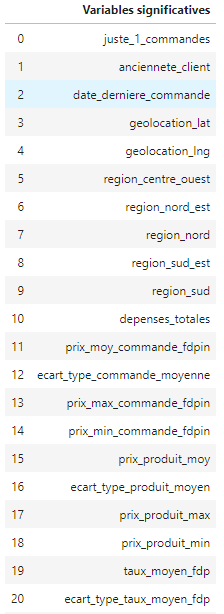 Variables significatives
0 juste_1_commandes
1 anciennete_client
2 date_derniere_commande
3 geolocation_lat
4 geolocation_lng
5 region_centre_ouest
6 region_nord_est
7 region_nord
8 region_sud_est
9 region_sud
10 depenses_totales
11 prix_moy_commande_fdpin
12 ecart_type_commande_moyenne
13 prix_max_commande_fdpin
14 prix_min_commande_fdpin
15 prix_produit_moy
16 ecart_type_produit_moyen
17 prix_produit_max
18 prix_produit_min
19 taux_moyen_fdp
20 ecart_type_taux_moyen_fdp